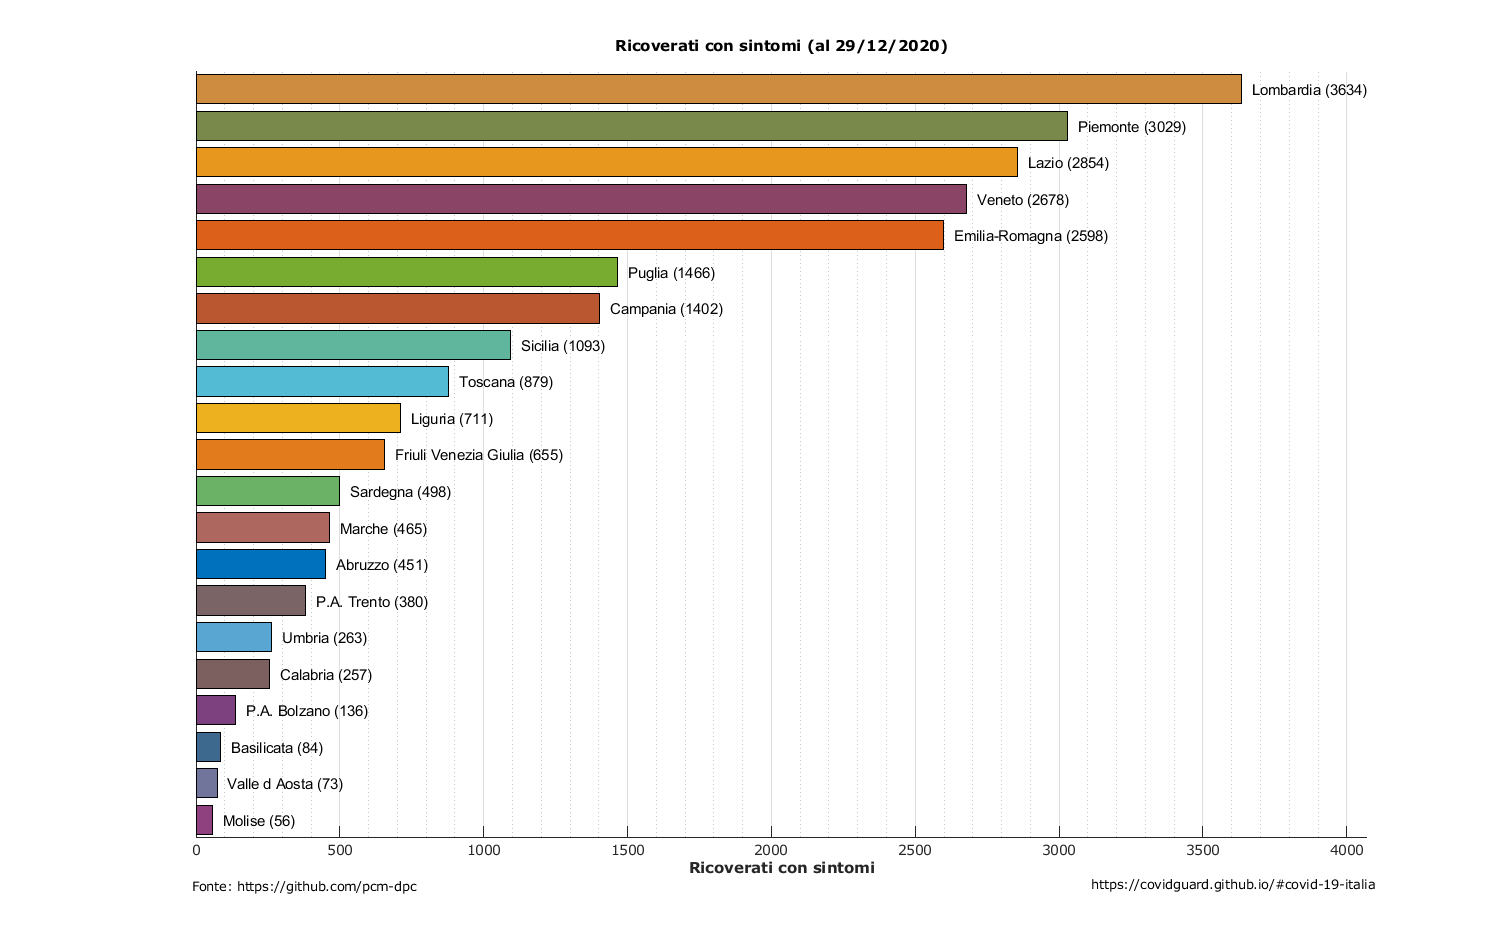 Ricoverati con sintomi (al 29/12/2020)
Lombardia (3634)
Piemonte (3029)
Lazio (2854)
Veneto (2678)
Emilia-Romagna (2598)
Puglia (1466)
Campania (1402)
Sicilia (1093)
Toscana (879)
Liguria (711)
Friuli Venezia Giulia (655)
Sardegna (498)
Marche (465)
Abruzzo (451)
P.A. Trento (380)
Umbria (263)
Calabria (257)
P.A. Bolzano (136)
Basilicata (84)
Valle d Aosta (73)
Molise (56)
0 500 1000 1500 2000 2500 3000 3500 4000
Ricoverati con sintomi
Fonte: https://github.com/pcm-dpc
https://covidguard.github.io/#covid-19-italia